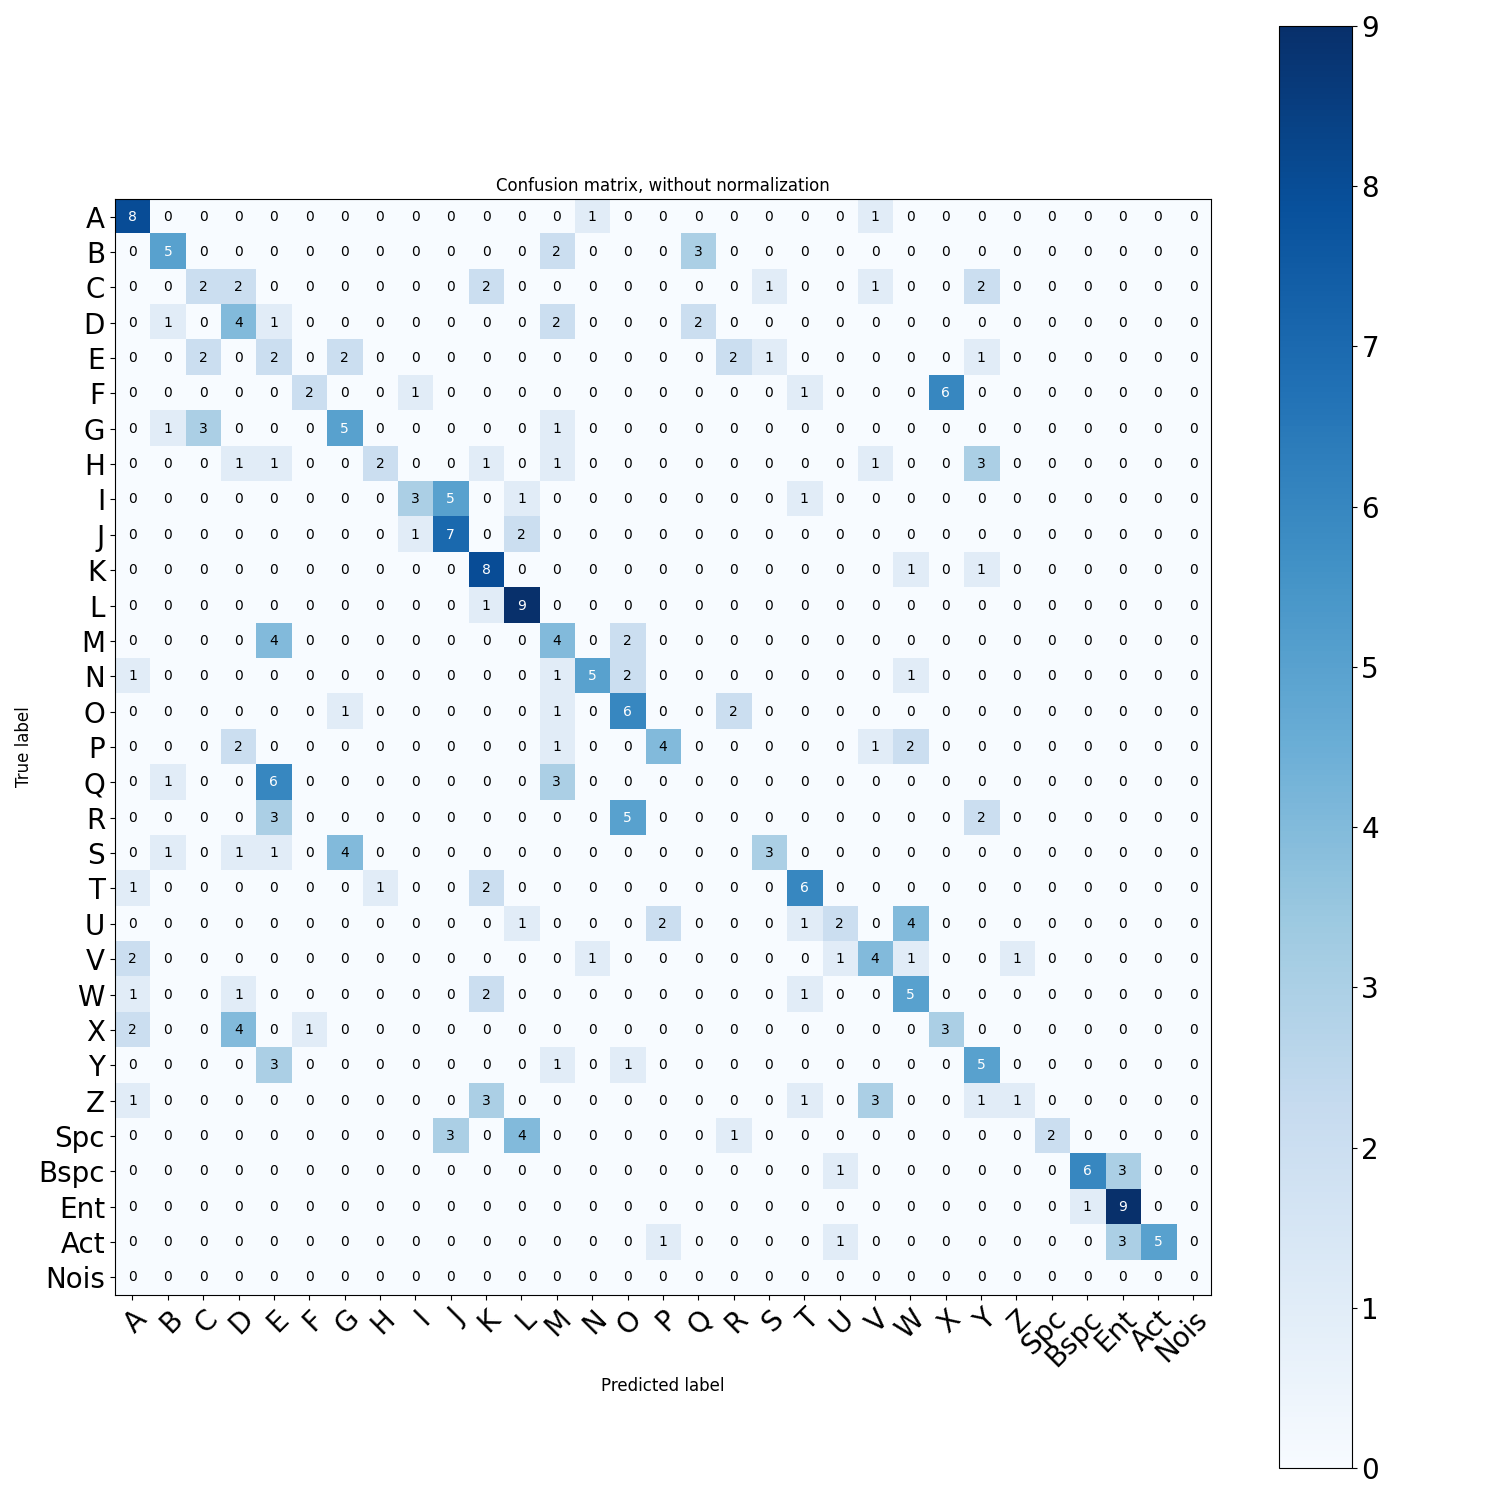 Confusion matrix, without normalization
A 8 0 0 0 0 0 0 0 0 0 0 0 0 1 0 0 0 0 0 0 0 1 0 0 0 0 0 0 0 0 0
B 0 5 0 0 0 0 0 0 0 0 0 0 2 0 0 0 3 0 0 0 0 0 0 0 0 0 0 0 0 0 0
C 0 0 2 2 0 0 0 0 0 0 2 0 0 0 0 0 0 0 1 0 0 1 0 0 2 0 0 0 0 0 0
D 0 1 0 4 1 0 0 0 0 0 0 0 2 0 0 0 2 0 0 0 0 0 0 0 0 0 0 0 0 0 0
E 0 0 2 0 2 0 2 0 0 0 0 0 0 0 0 0 0 2 1 0 0 0 0 0 1 0 0 0 0 0 0
F 0 0 0 0 0 2 0 0 1 0 0 0 0 0 0 0 0 0 0 1 0 0 0 6 0 0 0 0 0 0 0
G 0 1 3 0 0 0 5 0 0 0 0 0 1 0 0 0 0 0 0 0 0 0 0 0 0 0 0 0 0 0 0
H 0 0 0 1 1 0 0 2 0 0 1 0 1 0 0 0 0 0 0 0 0 1 0 0 3 0 0 0 0 0 0
I 0 0 0 0 0 0 0 0 3 5 0 1 0 0 0 0 0 0 0 1 0 0 0 0 0 0 0 0 0 0 0
J 0 0 0 0 0 0 0 0 1 7 0 2 0 0 0 0 0 0 0 0 0 0 0 0 0 0 0 0 0 0 0
K 0 0 0 0 0 0 0 0 0 0 8 0 0 0 0 0 0 0 0 0 0 0 1 0 1 0 0 0 0 0 0
L 0 0 0 0 0 0 0 0 0 0 1 9 0 0 0 0 0 0 0 0 0 0 0 0 0 0 0 0 0 0 0
M 0 0 0 0 4 0 0 0 0 0 0 0 4 0 2 0 0 0 0 0 0 0 0 0 0 0 0 0 0 0 0
N 1 0 0 0 0 0 0 0 0 0 0 0 1 5 2 0 0 0 0 0 0 0 1 0 0 0 0 0 0 0 0
O 0 0 0 0 0 0 1 0 0 0 0 0 1 0 6 0 0 2 0 0 0 0 0 0 0 0 0 0 0 0 0
P 0 0 0 2 0 0 0 0 0 0 0 0 1 0 0 4 0 0 0 0 0 1 2 0 0 0 0 0 0 0 0
Q 0 1 0 0 6 0 0 0 0 0 0 0 3 0 0 0 0 0 0 0 0 0 0 0 0 0 0 0 0 0 0
R 0 0 0 0 3 0 0 0 0 0 0 0 0 0 5 0 0 0 0 0 0 0 0 0 2 0 0 0 0 0 0
S 0 1 0 1 1 0 4 0 0 0 0 0 0 0 0 0 0 0 3 0 0 0 0 0 0 0 0 0 0 0 0
T 1 0 0 0 0 0 0 1 0 0 2 0 0 0 0 0 0 0 0 6 0 0 0 0 0 0 0 0 0 0 0
U 0 0 0 0 0 0 0 0 0 0 0 1 0 0 0 2 0 0 0 1 2 0 4 0 0 0 0 0 0 0 0
V 2 0 0 0 0 0 0 0 0 0 0 0 0 1 0 0 0 0 0 0 1 4 1 0 0 1 0 0 0 0 0
W 1 0 0 1 0 0 0 0 0 0 2 0 0 0 0 0 0 0 0 1 0 0 5 0 0 0 0 0 0 0 0
X 2 0 0 4 0 1 0 0 0 0 0 0 0 0 0 0 0 0 0 0 0 0 0 3 0 0 0 0 0 0 0
Y 0 0 0 0 3 0 0 0 0 0 0 0 1 0 1 0 0 0 0 0 0 0 0 0 5 0 0 0 0 0 0
Z 1 0 0 0 0 0 0 0 0 0 3 0 0 0 0 0 0 0 0 1 0 3 0 0 1 1 0 0 0 0 0
Spc 0 0 0 0 0 0 0 0 0 3 0 4 0 0 0 0 0 1 0 0 0 0 0 0 0 0 2 0 0 0 0
Bspc 0 0 0 0 0 0 0 0 0 0 0 0 0 0 0 0 0 0 0 0 1 0 0 0 0 0 0 6 3 0 0
Ent 0 0 0 0 0 0 0 0 0 0 0 0 0 0 0 0 0 0 0 0 0 0 0 0 0 0 0 1 9 0 0
Act 0 0 0 0 0 0 0 0 0 0 0 0 0 0 0 1 0 0 0 0 1 0 0 0 0 0 0 0 3 5 0
Nois 0 0 0 0 0 0 0 0 0 0 0 0 0 0 0 0 0 0 0 0 0 0 0 0 0 0 0 0 0 0 0
A B C D E F G H I J K L M N O P Q R S T U V W X Y Z Spc Bspc Ent Act Nois
Predicted label
True label
9
8
7
6
5
4
3
2
1
0